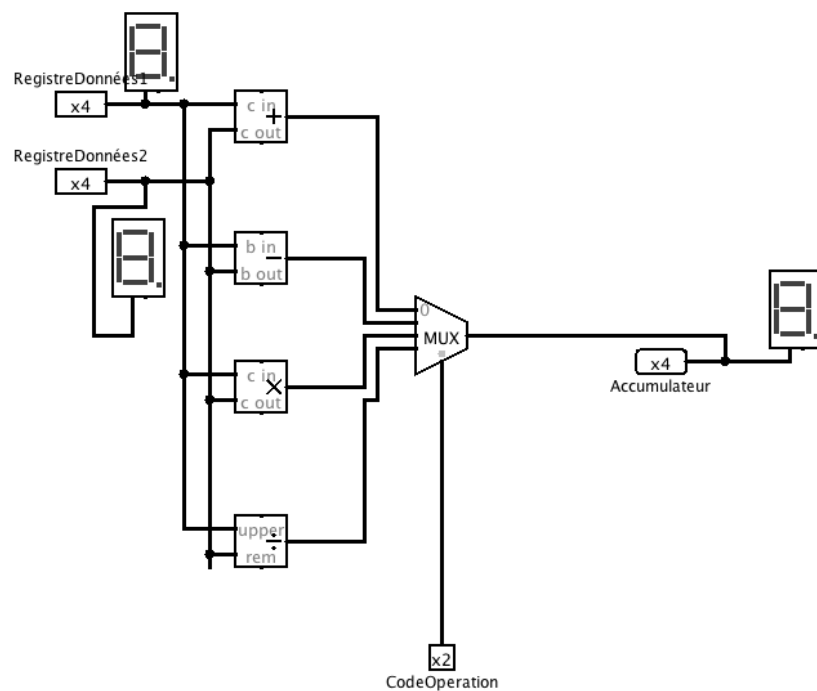 RegistreDonnées1
x4
c in
+
c out
RegistreDonnées2
x4
b in
−
b out
0
MUX
x4
Accumulateur
c in
×
c out
upper
÷
rem
x2
CodeOperation